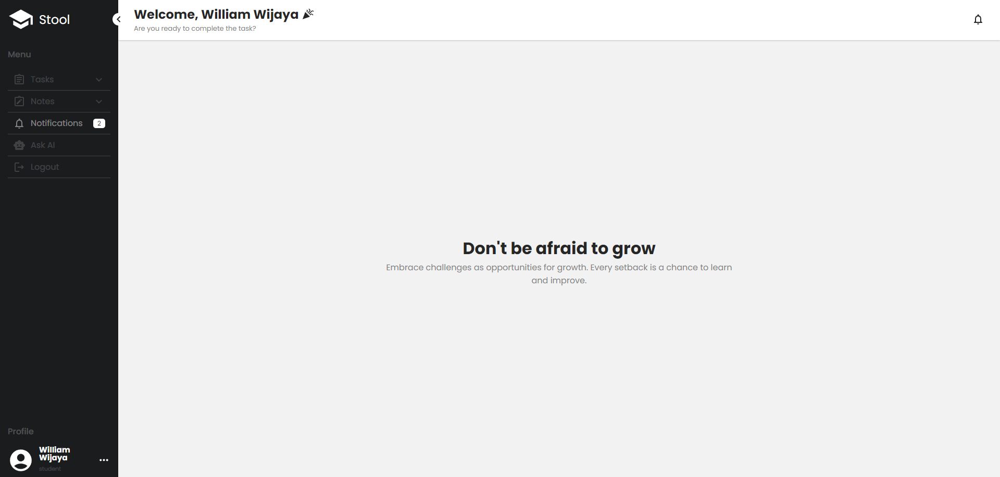 Stool
Menu
Tasks
Notes
Notifications 2
Ask AI
Logout
Profile
William
Wijaya
student
Welcome, William Wijaya
Are you ready to complete the task?
Don't be afraid to grow
Embrace challenges as opportunities for growth. Every setback is a chance to learn
and improve.